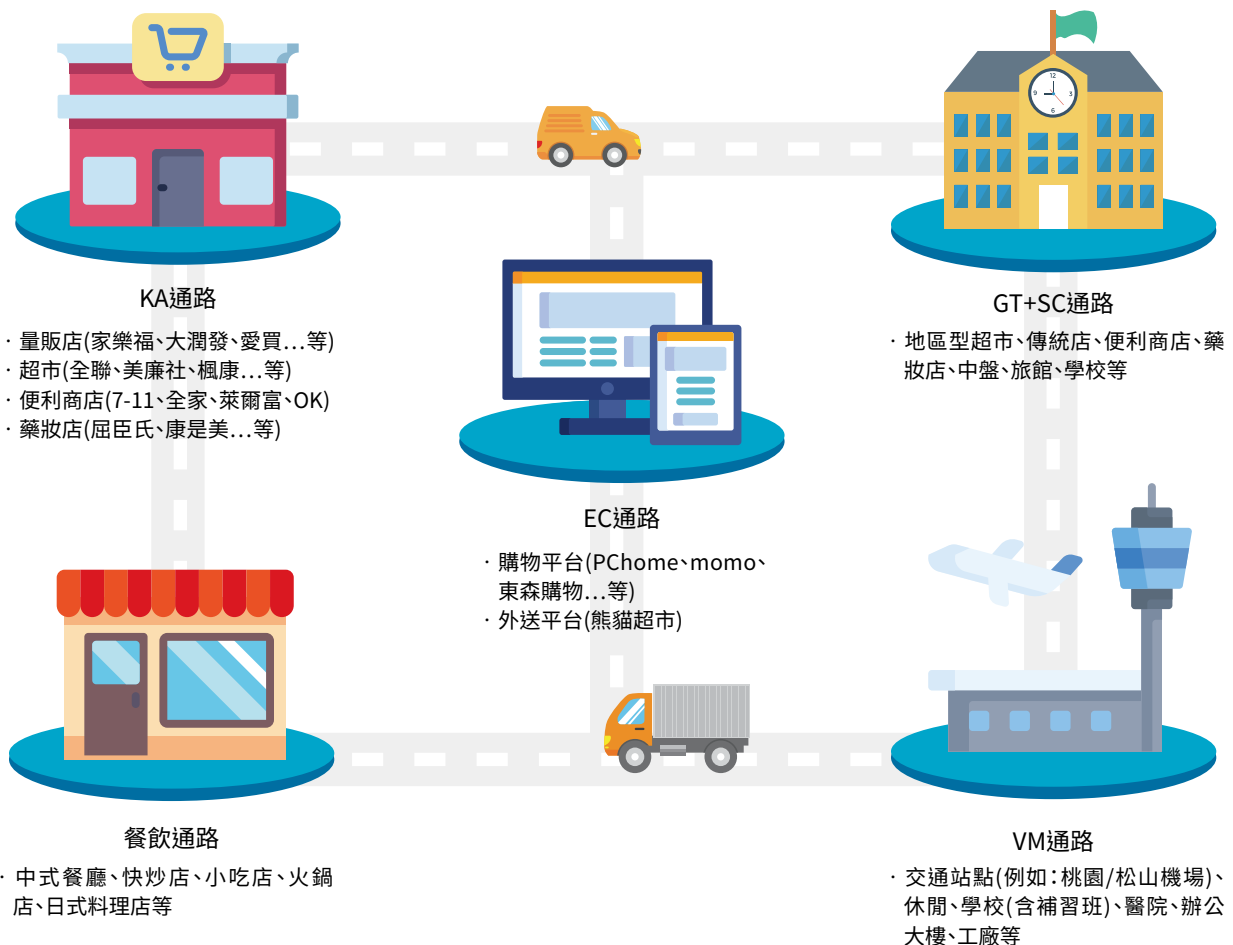 12
3
6
9
KA通路
· 量販店(家樂福、大潤發、愛買…等)
· 超市(全聯、美廉社、楓康…等)
· 便利商店(7-11、全家、萊爾富、OK)
· 藥妝店(屈臣氏、康是美…等)
GT+SC通路
· 地區型超市、傳統店、便利商店、藥
妝店、中盤、旅館、學校等
EC通路
· 購物平台(PChome、momo、
東森購物…等)
· 外送平台(熊貓超市)
餐飲通路
· 中式餐廳、快炒店、小吃店、火鍋
店、日式料理店等
VM通路
· 交通站點(例如：桃園/松山機場)、
休閒、學校(含補習班)、醫院、辦公
大樓、工廠等